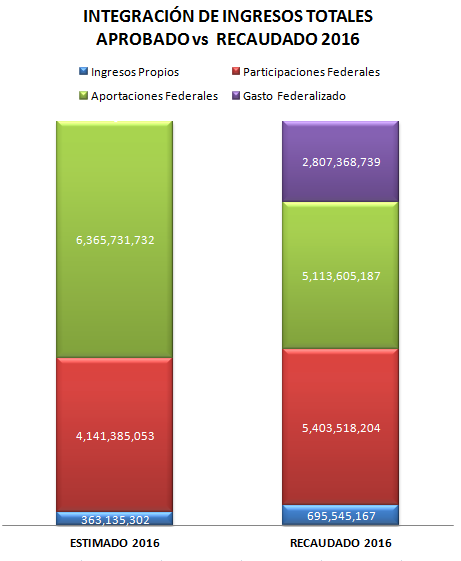 INTEGRACIÓN DE INGRESOS TOTALES
APROBADO vs RECAUDADO 2016
Ingresos Propios
Participaciones Federales
Aportaciones Federales
Gasto Federalizado
2,807,368,739
6,365,731,732
5,113,605,187
4,141,385,053
5,403,518,204
363,135,302
695,545,167
ESTIMADO 2016
RECAUDADO 2016